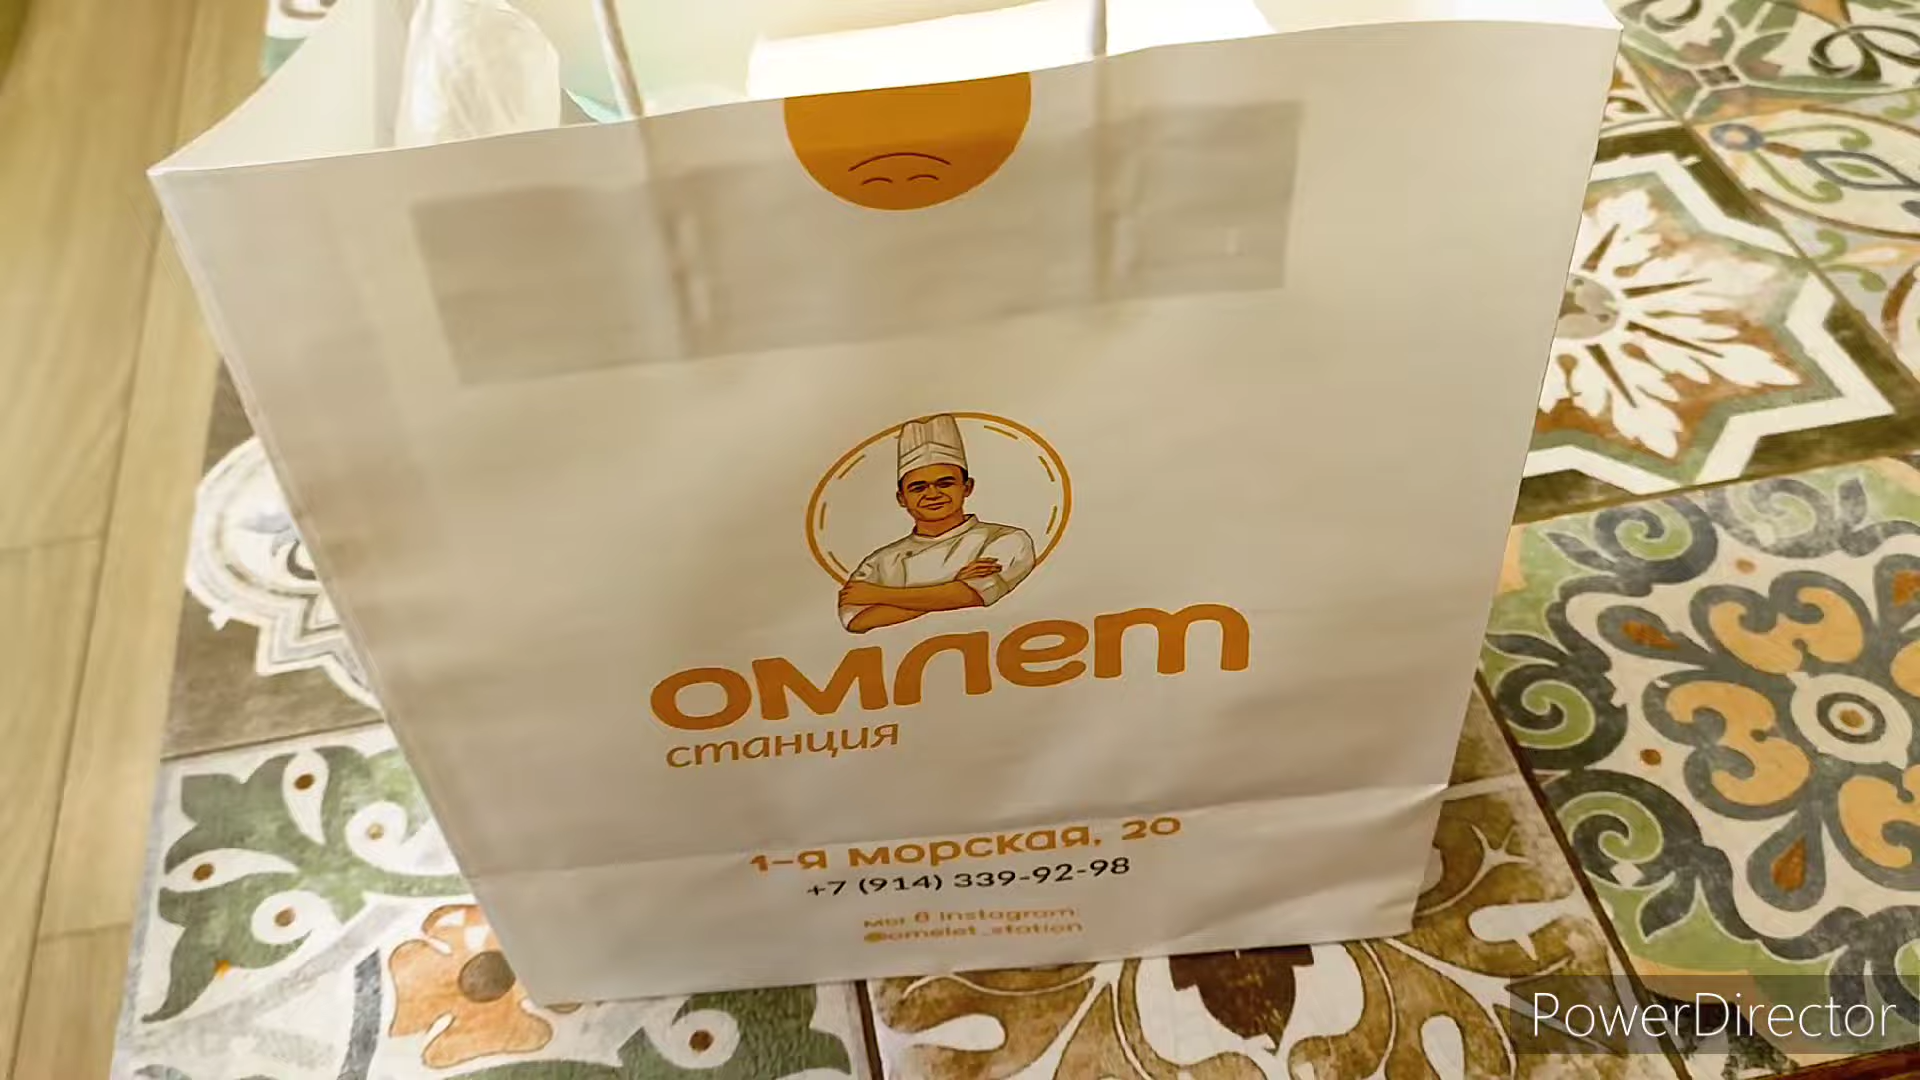 омлет
станция
1-я морская, 20
+7 (914) 339-92-98
мы в Instagram
@omelet_station
PowerDirector